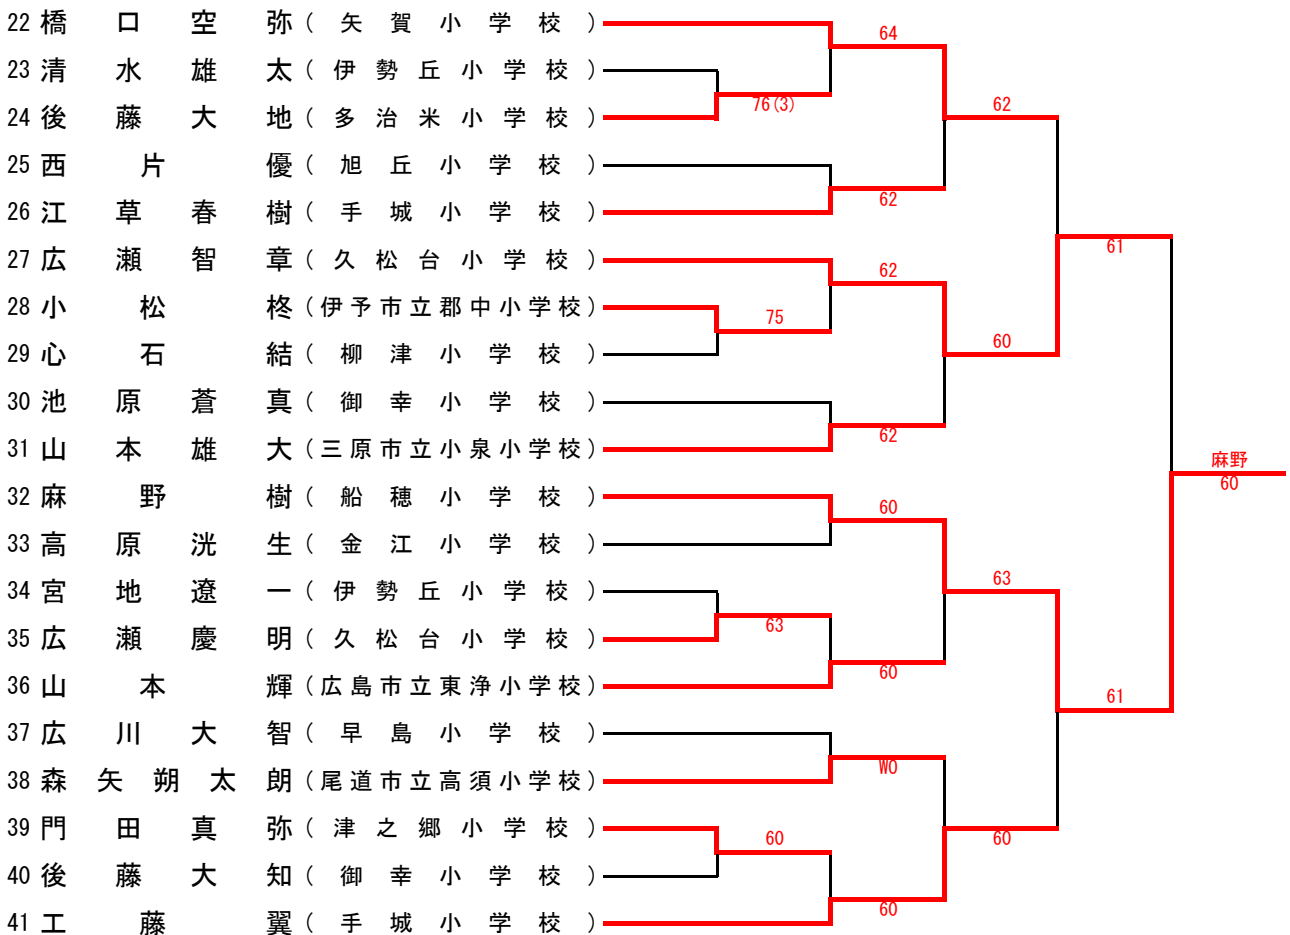 22 橋口空弥(矢賀小学校)
64
23 清水雄太(伊勢丘小学校)
76(3) 62
24 後藤大地(多治米小学校)
25 西片優(旭丘小学校)
62
26 江草春樹(手城小学校)
61
27 広瀬智章(久松台小学校)
62
28 小松柊(伊予市立郡中小学校)
75
60
29 心石結(柳津小学校)
30 池原蒼真(御幸小学校)
62
31 山本雄大(三原市立小泉小学校)
麻野
60
32 麻野樹(船穂小学校)
60
33 高原洸生(金江小学校)
63
34 宮地遼一(伊勢丘小学校)
63
35 広瀬慶明(久松台小学校)
60
36 山本輝(広島市立東浄小学校)
61
37 広川大智(早島小学校)
WO
38 森矢朔太朗(尾道市立高須小学校)
39 門田真弥(津之郷小学校)
60 60
40 後藤大知(御幸小学校)
60
41 工藤翼(手城小学校)